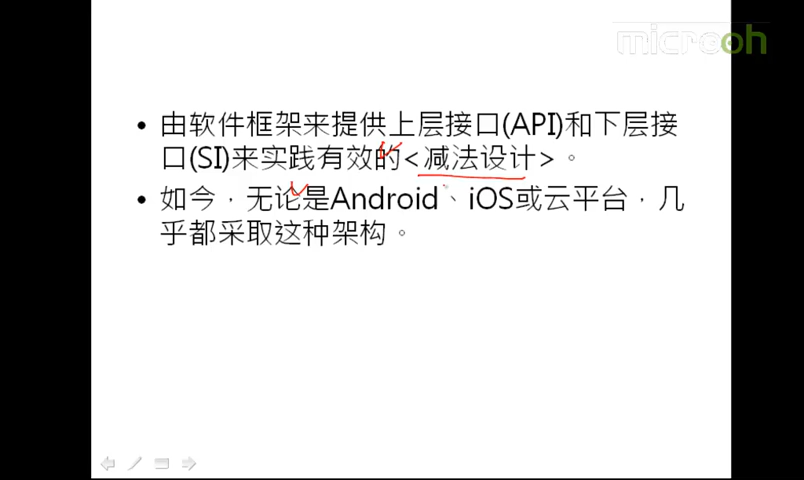 microoh
• 由软件框架来提供上层接口(API)和下层接
口(SI)来实践有效的<减法设计>。
• 如今，无论是Android、iOS或云平台，几
乎都采取这种架构。